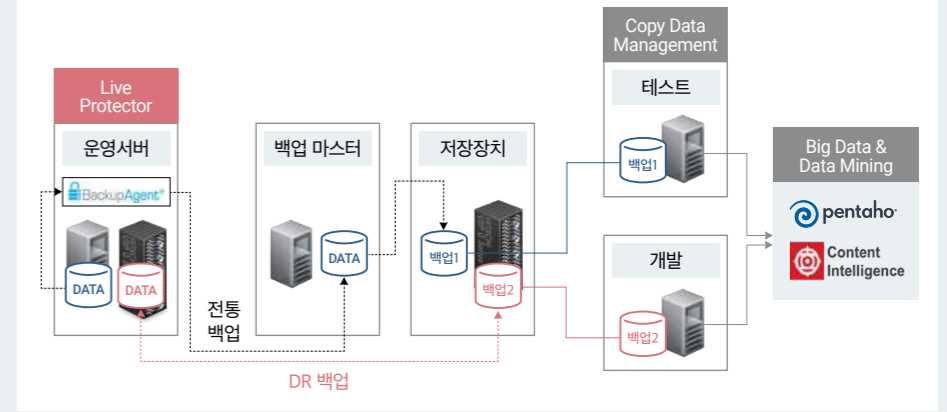 Copy Data
Management
테스트
백업1
Live
Protector
운영서버
BackupAgent
DATA
DATA
백업 마스터
DATA
저장장치
백업1
백업2
개발
백업2
Big Data &
Data Mining
pentaho
Content
Intelligence
전통
백업
DR 백업